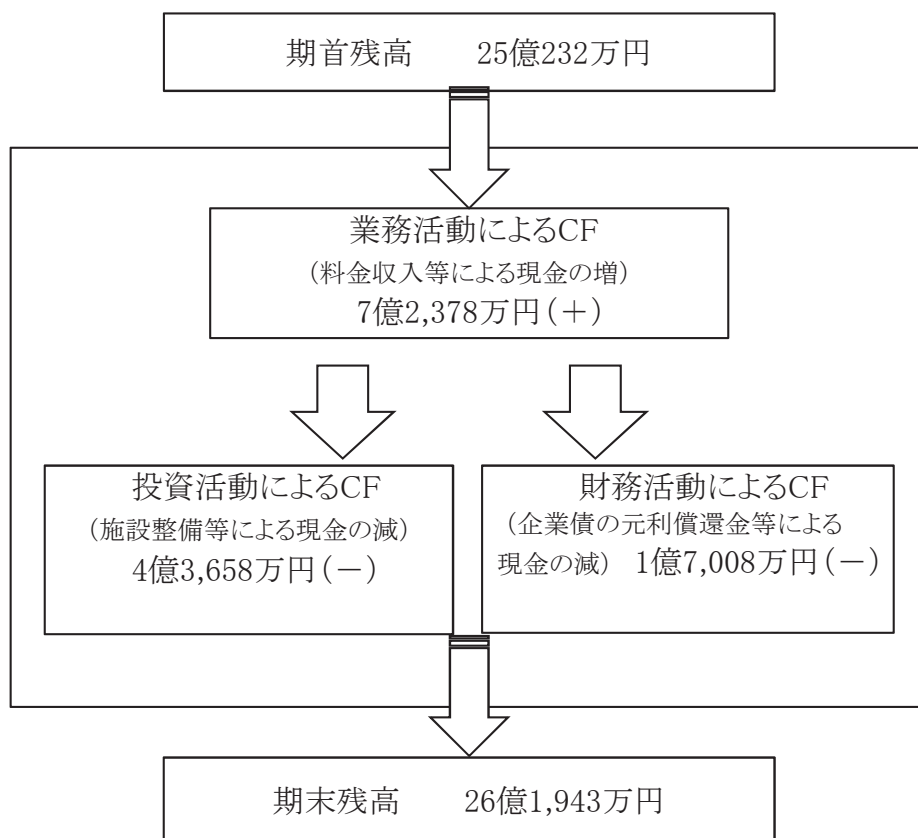 期首残高 25億232万円
業務活動によるCF
(料金収入等による現金の増)
7億2,378万円(+)
投資活動によるCF
(施設整備等による現金の減)
4億3,658万円(-)
財務活動によるCF
(企業債の元利償還金等による
現金の減) 1億7,008万円(-)
期末残高 26億1,943万円